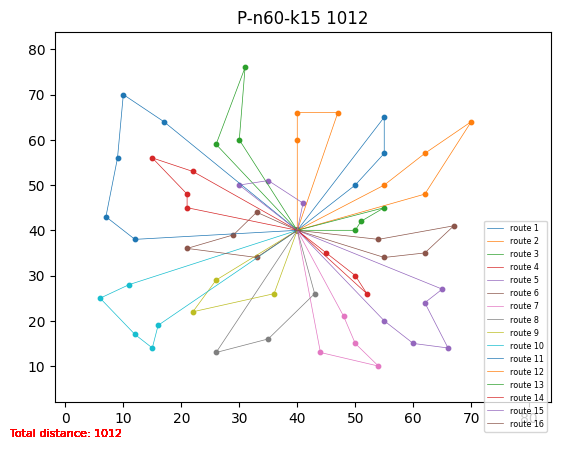 P-n60-k15 1012
80
70
60
50
40
30
20
10
0 10 20 30 40 50 60 70 80
route 1
route 2
route 3
route 4
route 5
route 6
route 7
route 8
route 9
route 10
route 11
route 12
route 13
route 14
route 15
route 16
Total distance: 1012